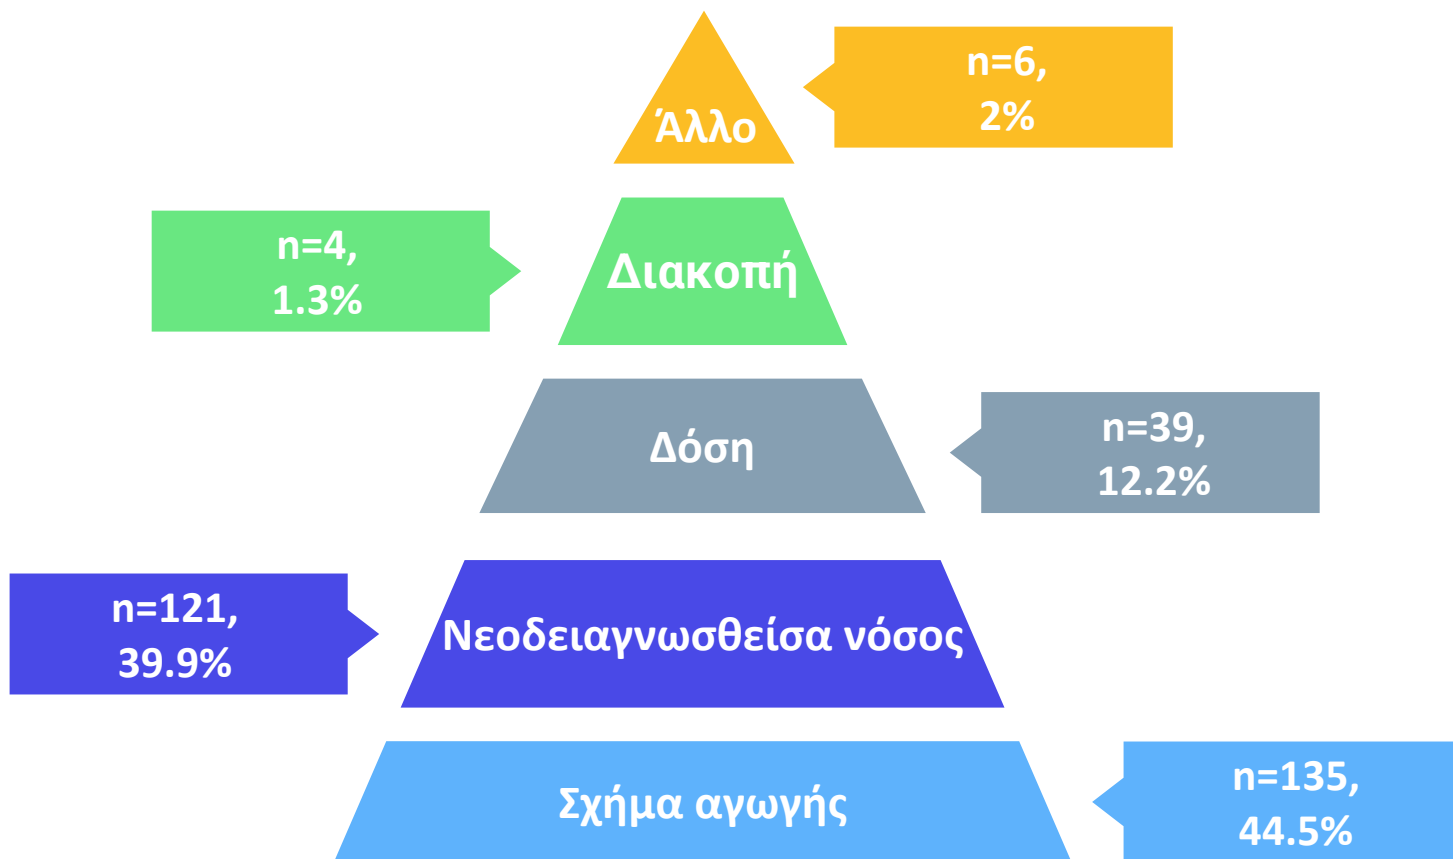 Άλλο
n=6,
2%
Διακοπή
n=4,
1.3%
Δόση
n=39,
12.2%
Νεοδειαγνωσθείσα νόσος
n=121,
39.9%
Σχήμα αγωγής
n=135,
44.5%